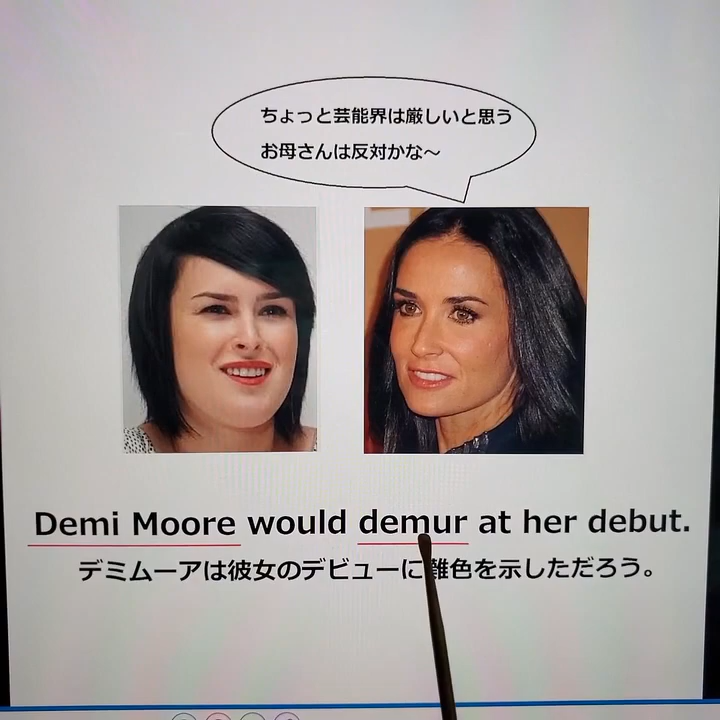 ちょっと芸能界は厳しいと思う
お母さんは反対かな～
Demi Moore would demur at her debut.
デミムーアは彼女のデビューに難色を示しただろう。